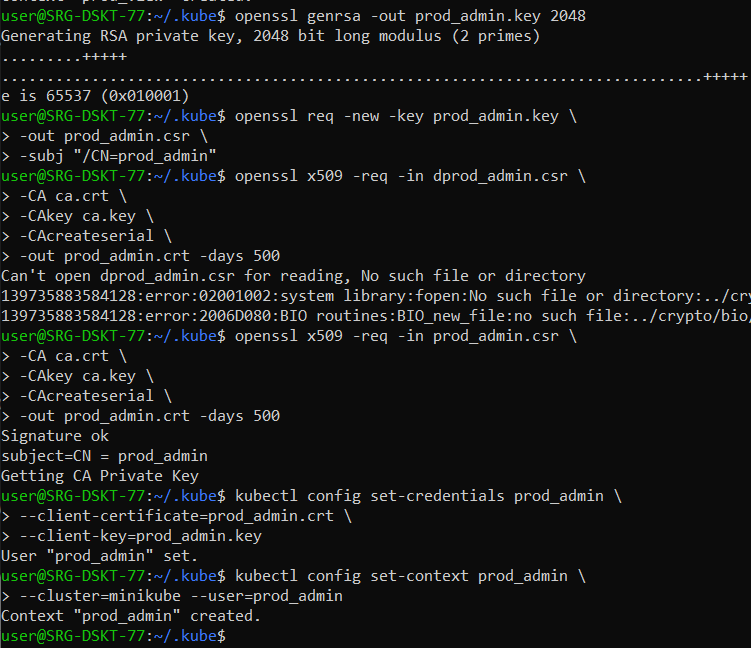 user@SRG-DSKT-77:~/.kube$ openssl genrsa -out prod_admin.key 2048
Generating RSA private key, 2048 bit long modulus (2 primes)
.........+++++
..............................................................................+++++
e is 65537 (0x010001)
user@SRG-DSKT-77:~/.kube$ openssl req -new -key prod_admin.key \
> -out prod_admin.csr \
> -subj "/CN=prod_admin"
user@SRG-DSKT-77:~/.kube$ openssl x509 -req -in dprod_admin.csr \
> -CA ca.crt \
> -CAkey ca.key \
> -CAcreateserial \
> -out prod_admin.crt -days 500
Can't open dprod_admin.csr for reading, No such file or directory
139735883584128:error:02001002:system library:fopen:No such file or directory:../cry
139735883584128:error:2006D080:BIO routines:BIO_new_file:no such file:../crypto/bio/
user@SRG-DSKT-77:~/.kube$ openssl x509 -req -in prod_admin.csr \
> -CA ca.crt \
> -CAkey ca.key \
> -CAcreateserial \
> -out prod_admin.crt -days 500
Signature ok
subject=CN = prod_admin
Getting CA Private Key
user@SRG-DSKT-77:~/.kube$ kubectl config set-credentials prod_admin \
> --client-certificate=prod_admin.crt \
> --client-key=prod_admin.key
User "prod_admin" set.
user@SRG-DSKT-77:~/.kube$ kubectl config set-context prod_admin \
> --cluster=minikube --user=prod_admin
Context "prod_admin" created.
user@SRG-DSKT-77:~/.kube$